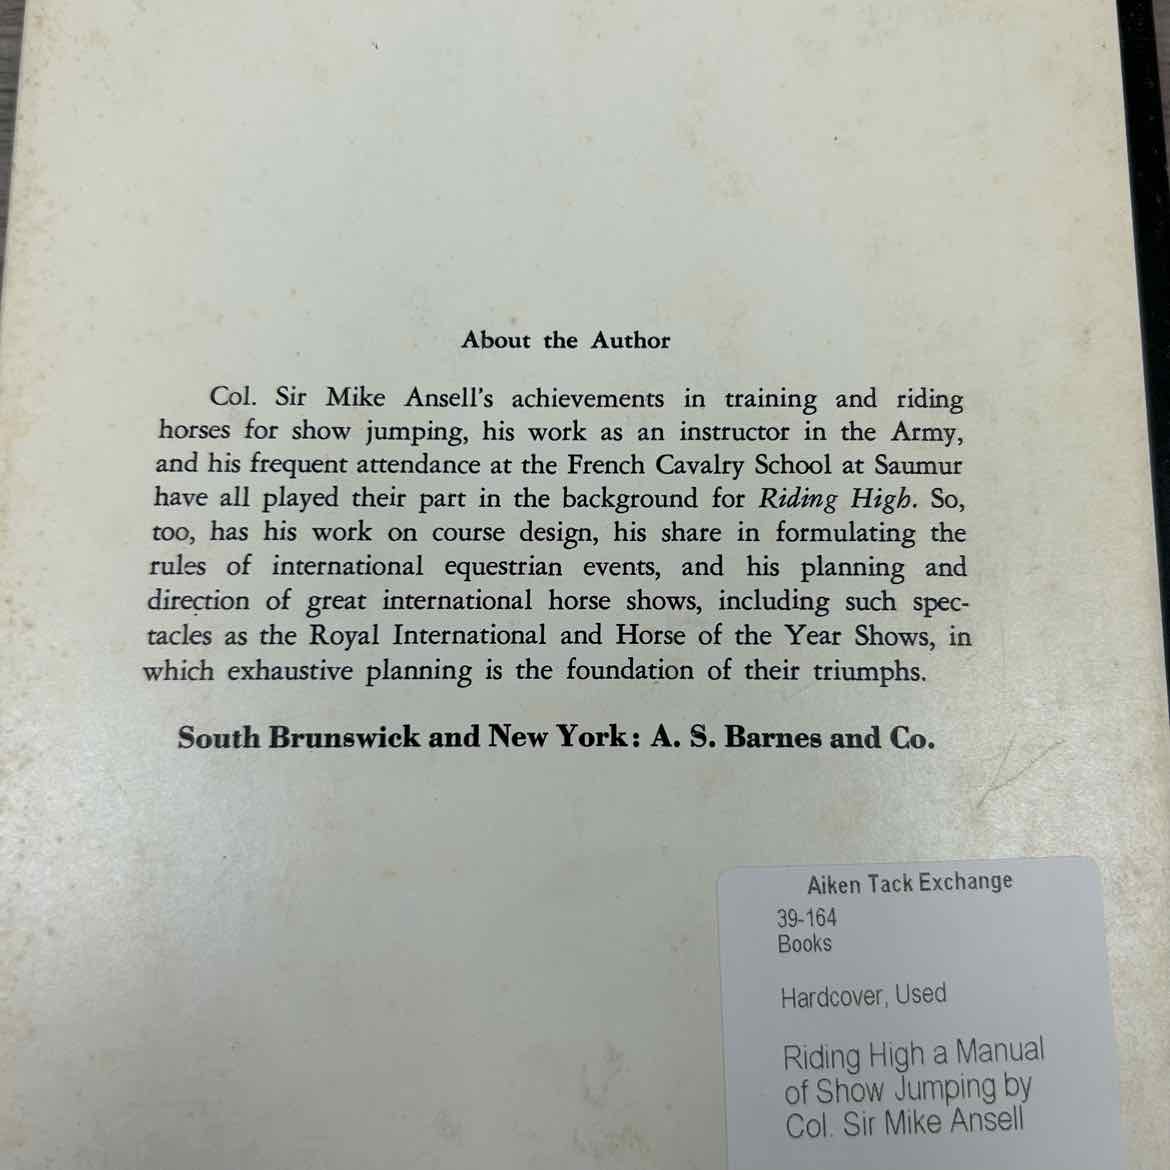 About the Author
Col. Sir Mike Ansell's achievements in training and riding
horses for show jumping, his work as an instructor in the Army,
and his frequent attendance at the French Cavalry School at Saumur
have all played their part in the background for Riding High. So,
too, has his work on course design, his share in formulating the
rules of international equestrian events, and his planning and
direction of great international horse shows, including such spec-
tacles as the Royal International and Horse of the Year Shows, in
which exhaustive planning is the foundation of their triumphs.
South Brunswick and New York: A. S. Barnes and Co.
Aiken Tack Exchange
39-164
Books
Hardcover, Used
Riding High a Manual
of Show Jumping by
Col. Sir Mike Ansell